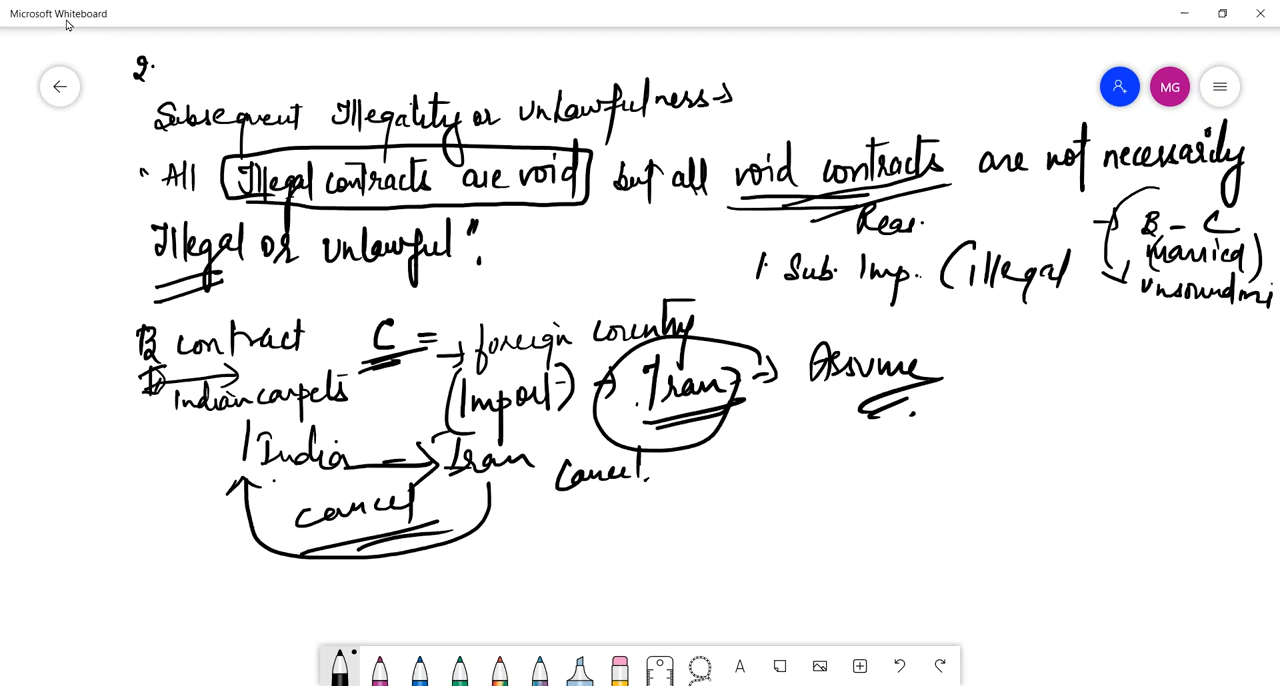 Microsoft Whiteboard
MG
2.
Subsequent Illegality or Unlawfulness→
"All Illegal contracts are void but all void contracts are not necessarily
Illegal or Unlawful".
Reas.
1. Sub. Imp. (illegal
→ B - C
(married)
unsoundmi
B contract C = → foreign country
Indian carpets (Import) → Iran → Assume
India → Iran cancel.
cancel
A